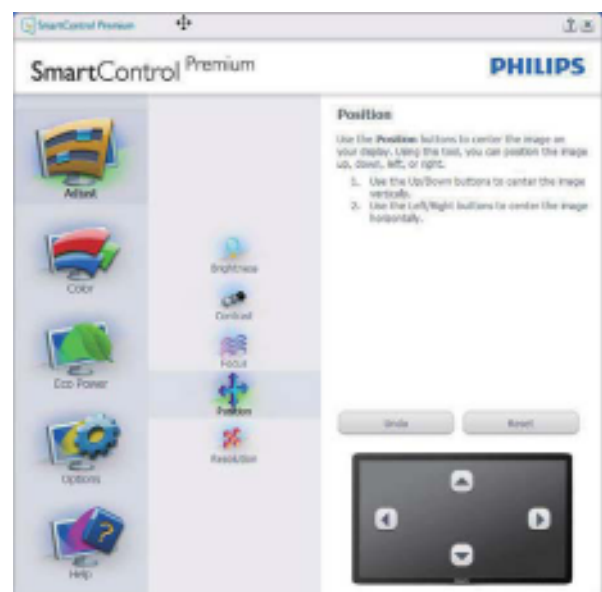 SmartControl Premium
SmartControl Premium
PHILIPS
Adjust
Color
Eco Power
Options
Help
Brightness
Contrast
Focus
Position
Resolution
Position
Use the Position buttons to center the image on
your display. Using the tool, you can position the image
up, down, left, or right.
1. Use the Up/Down buttons to center the image
vertically.
2. Use the Left/Right buttons to center the image
horizontally.
Undo
Reset